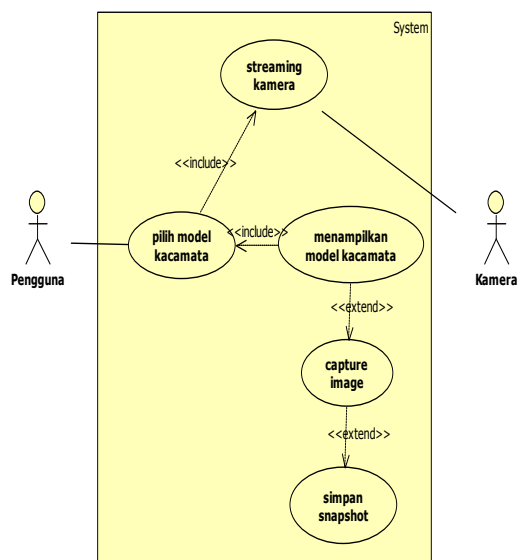 System
streaming
kamera
<<include>>
pilih model
kacamata
<<include>>
menampilkan
model kacamata
Pengguna
Kamera
<<extend>>
capture
image
<<extend>>
simpan
snapshot